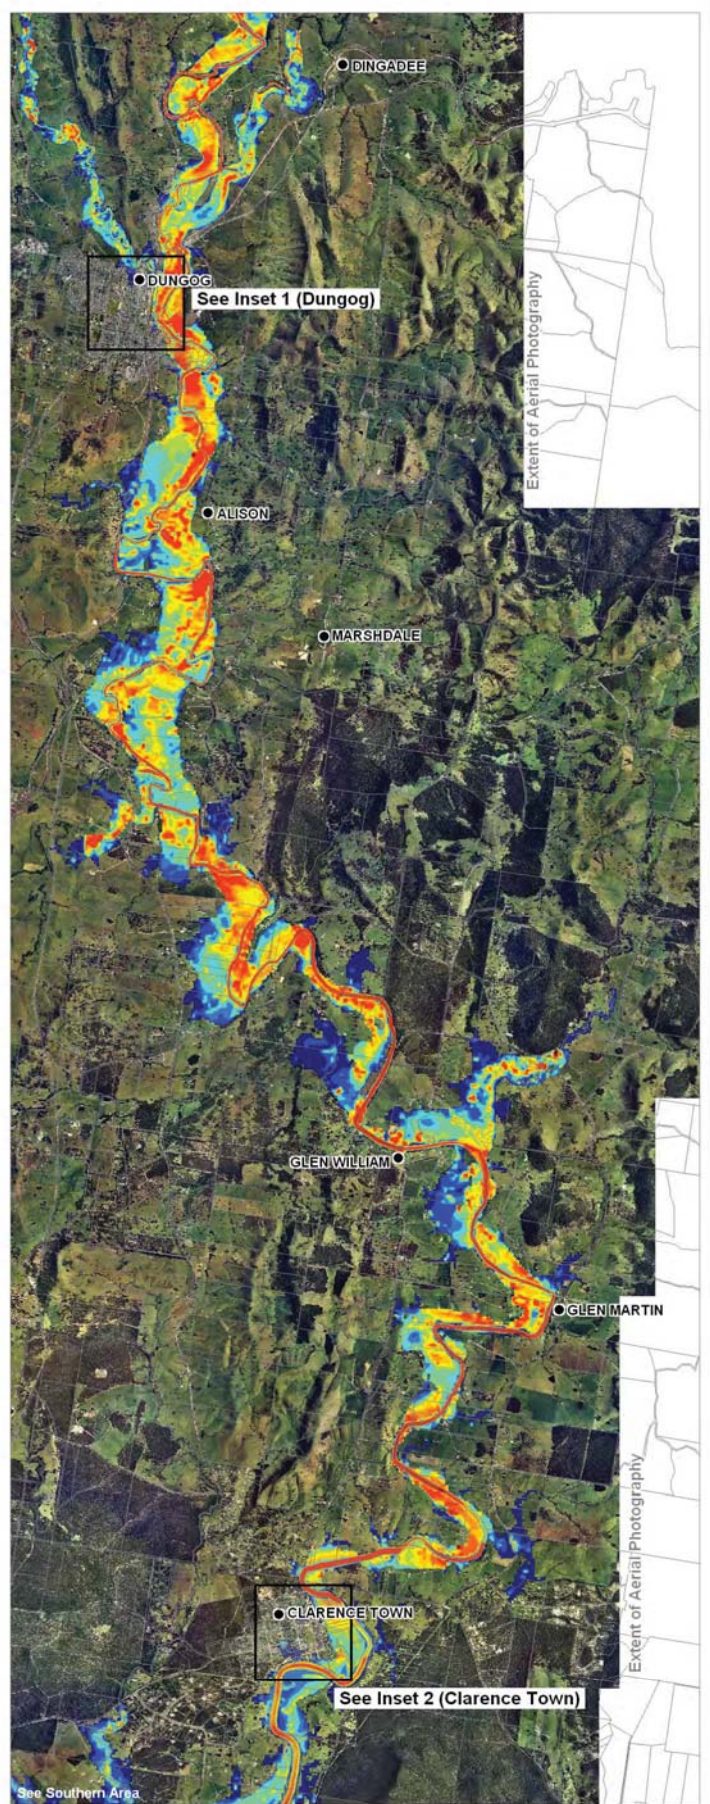 DINGADEE
DUNGOG
See Inset 1 (Dungog)
Extent of Aerial Photography
ALISON
MARSHDALE
GLEN WILLIAM
GLEN MARTIN
Extent of Aerial Photography
CLARENCE TOWN
See Inset 2 (Clarence Town)
See Southern Area